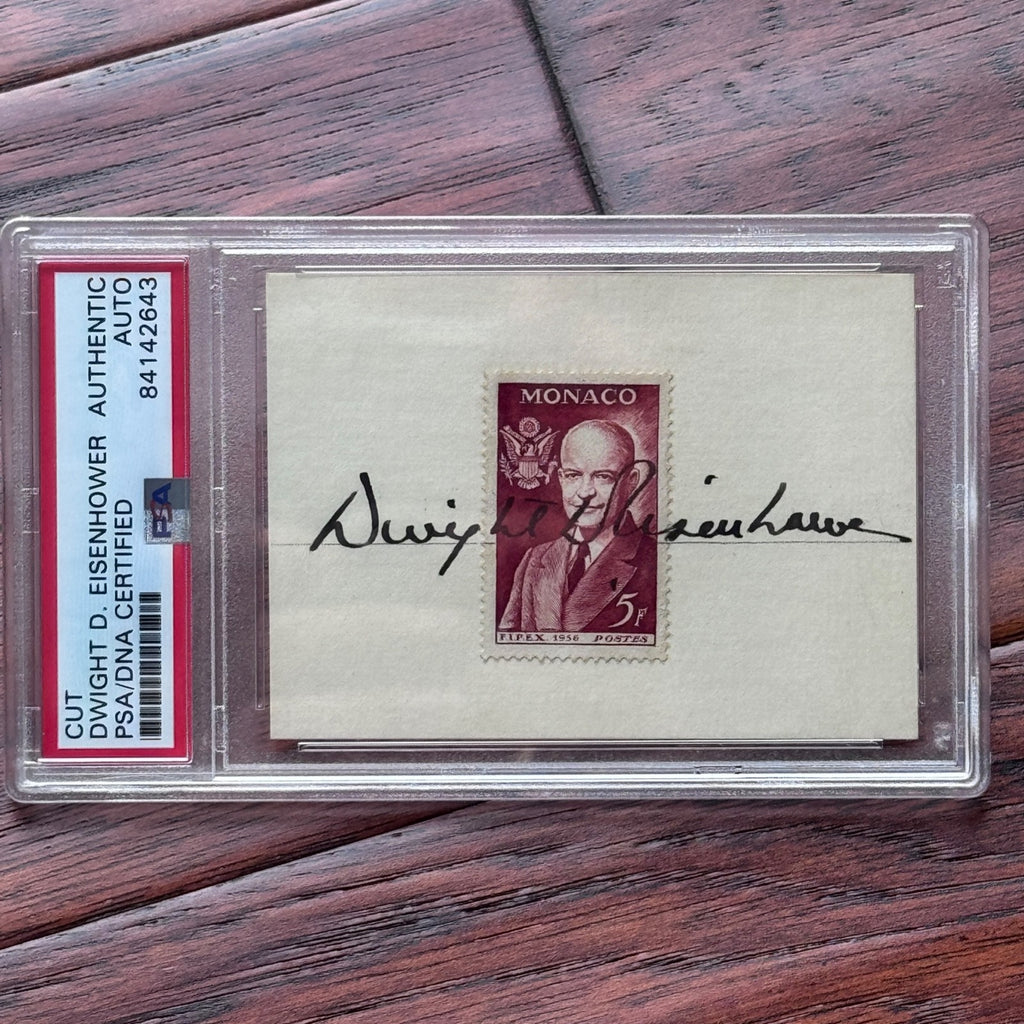 CUT
DWIGHT D. EISENHOWER AUTHENTIC
PSA/DNA CERTIFIED AUTO
84142643
PSA
MONACO
Dwight D. Eisenhower
5F
F.I.P.EX. 1956 POSTES